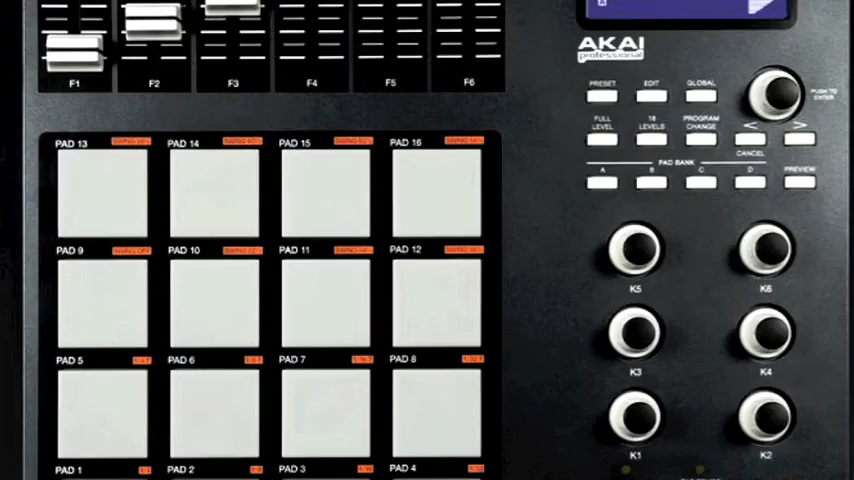 F1 F2 F3 F4 F5 F6
AKAI
professional
PRESET EDIT GLOBAL
PUSH TO
ENTER
FULL
LEVEL
16
LEVELS
PROGRAM
CHANGE
< >
CANCEL
PAD BANK
A B C D PREVIEW
PAD 13 PAD 14 PAD 15 PAD 16
PAD 9 SWING OFF PAD 10 PAD 11 PAD 12
PAD 5 PAD 6 PAD 7 PAD 8
PAD 1 PAD 2 PAD 3 PAD 4
K5 K6
K3 K4
K1 K2